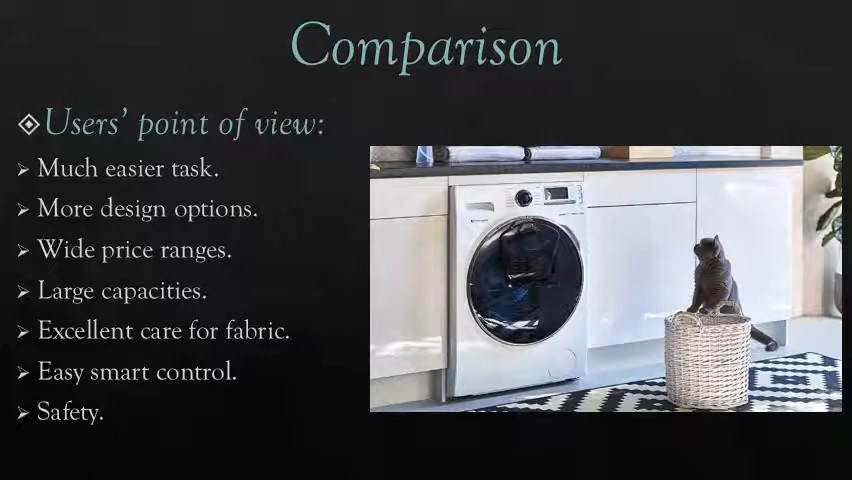 Comparison
Users' point of view:
Much easier task.
More design options.
Wide price ranges.
Large capacities.
Excellent care for fabric.
Easy smart control.
Safety.